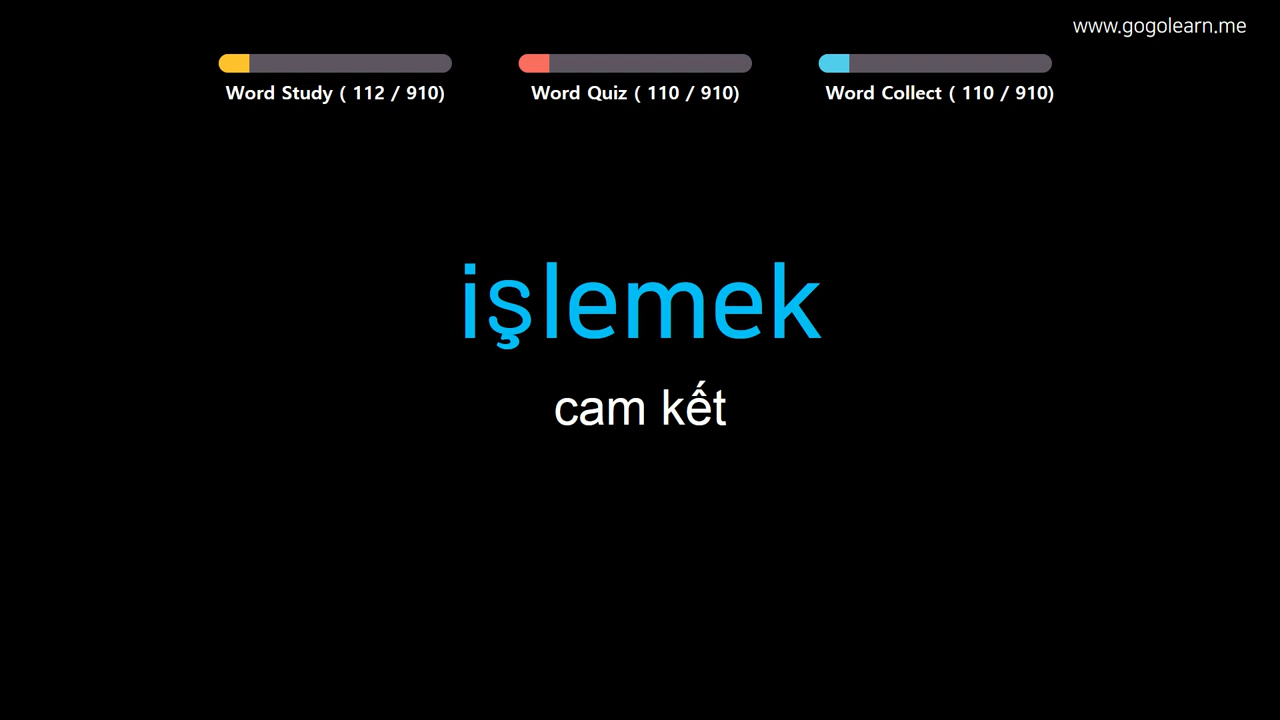 www.gogolearn.me
Word Study ( 112 / 910)
Word Quiz ( 110 / 910)
Word Collect ( 110 / 910)
işlemek
cam kết